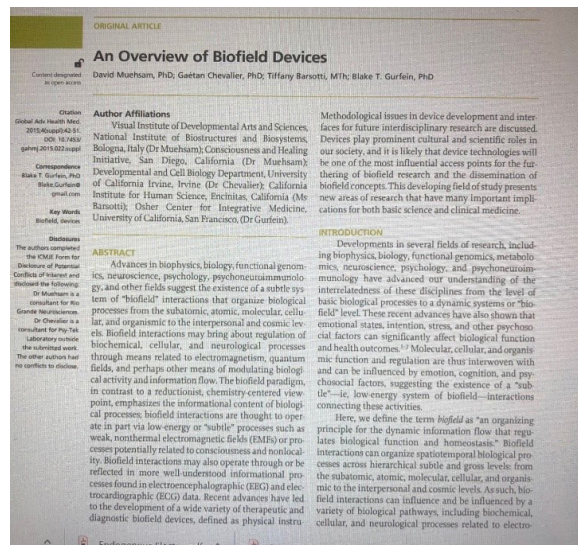 ORIGINAL ARTICLE
An Overview of Biofield Devices
David Muehsam, PhD; Gaétan Chevalier, PhD; Tiffany Barsotti, MTh; Blake T. Gurfein, PhD
Content designated
as open access
Citation
Global Adv Health Med.
2015;4(suppl):42-51.
DOI: 10.7453/
gahmj.2015.022.suppl
Correspondence
Blake T. Gurfein, PhD
Blake.Gurfein@
gmail.com
Key Words
Biofield, devices
Disclosures
The authors completed
the ICMJE Form for
Disclosure of Potential
Conflicts of Interest and
disclosed the following:
Dr Muehsam is a
consultant for Rio
Grande Neurosciences.
Dr Chevalier is a
consultant for Psy-Tek
Laboratory outside
the submitted work.
The other authors had
no conflicts to disclose.
Author Affiliations
Visual Institute of Developmental Arts and Sciences,
National Institute of Biostructures and Biosystems,
Bologna, Italy (Dr Muehsam); Consciousness and Healing
Initiative, San Diego, California (Dr Muehsam);
Developmental and Cell Biology Department, University
of California Irvine, Irvine (Dr Chevalier); California
Institute for Human Science, Encinitas, California (Ms
Barsotti); Osher Center for Integrative Medicine,
University of California, San Francisco, (Dr Gurfein).
ABSTRACT
Advances in biophysics, biology, functional genom-
ics, neuroscience, psychology, psychoneuroimmunolo-
gy, and other fields suggest the existence of a subtle sys-
tem of "biofield" interactions that organize biological
processes from the subatomic, atomic, molecular, cellu-
lar, and organismic to the interpersonal and cosmic lev-
els. Biofield interactions may bring about regulation of
biochemical, cellular, and neurological processes
through means related to electromagnetism, quantum
fields, and perhaps other means of modulating biologi-
cal activity and information flow. The biofield paradigm,
in contrast to a reductionist, chemistry-centered view-
point, emphasizes the informational content of biologi-
cal processes; biofield interactions are thought to oper-
ate in part via low-energy or "subtle" processes such as
weak, nonthermal electromagnetic fields (EMFs) or pro-
cesses potentially related to consciousness and nonlocal-
ity. Biofield interactions may also operate through or be
reflected in more well-understood informational pro-
cesses found in electroencephalographic (EEG) and elec-
trocardiographic (ECG) data. Recent advances have led
to the development of a wide variety of therapeutic and
diagnostic biofield devices, defined as physical instru-
Methodological issues in device development and inter-
faces for future interdisciplinary research are discussed.
Devices play prominent cultural and scientific roles in
our society, and it is likely that device technologies will
be one of the most influential access points for the fur-
thering of biofield research and the dissemination of
biofield concepts. This developing field of study presents
new areas of research that have many important impli-
cations for both basic science and clinical medicine.
INTRODUCTION
Developments in several fields of research, includ-
ing biophysics, biology, functional genomics, metabolo-
mics, neuroscience, psychology, and psychoneuroim-
munology have advanced our understanding of the
interrelatedness of these disciplines from the level of
basic biological processes to a dynamic systems or "bio-
field" level. These recent advances have also shown that
emotional states, intention, stress, and other psychoso-
cial factors can significantly affect biological function
and health outcomes.1-7 Molecular, cellular, and organis-
mic function and regulation are thus interwoven with
and can be influenced by emotion, cognition, and psy-
chosocial factors, suggesting the existence of a "sub-
tle"—ie, low-energy system of biofield—interactions
connecting these activities.
Here, we define the term biofield as "an organizing
principle for the dynamic information flow that regu-
lates biological function and homeostasis." Biofield
interactions can organize spatiotemporal biological pro-
cesses across hierarchical subtle and gross levels: from
the subatomic, atomic, molecular, cellular, and organis-
mic to the interpersonal and cosmic levels. As such, bio-
field interactions can influence and be influenced by a
variety of biological pathways, including biochemical,
cellular, and neurological processes related to electro-